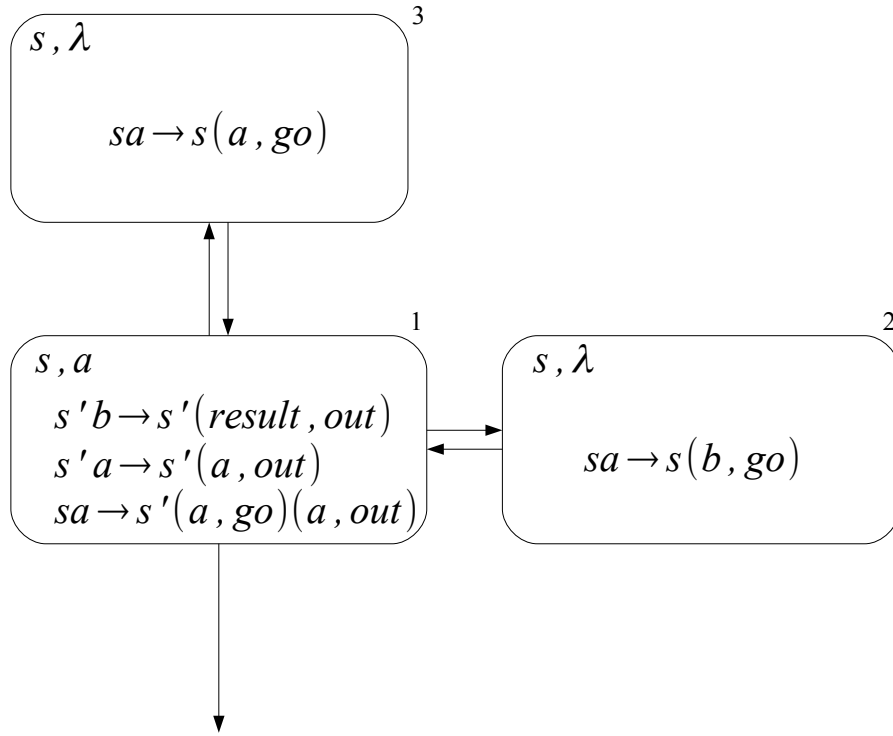 3
s , λ
sa → s ( a , go )
1
s , a
s ' b → s ' ( result , out )
s ' a → s ' ( a , out )
sa → s ' ( a , go ) ( a , out )
2
s , λ
sa → s ( b , go )